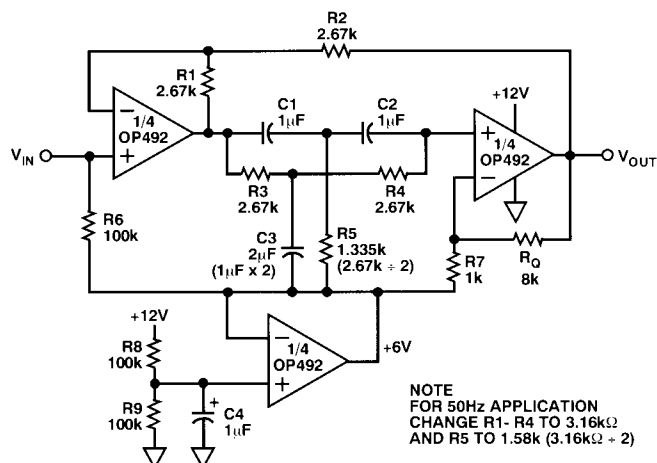 R2
2.67k
R1
2.67k
C1
1µF
C2
1µF
+12V
−
1/4
OP492
+
+
1/4
OP492
−
VIN
VOUT
R3
2.67k
R4
2.67k
R6
100k
C3
2µF
(1µF x 2)
R5
1.335k
(2.67k ÷ 2)
R7
1k
RQ
8k
+12V
R8
100k
−
1/4
OP492
+
+6V
R9
100k
+
C4
1µF
NOTE
FOR 50Hz APPLICATION
CHANGE R1- R4 TO 3.16kΩ
AND R5 TO 1.58k (3.16kΩ ÷ 2)